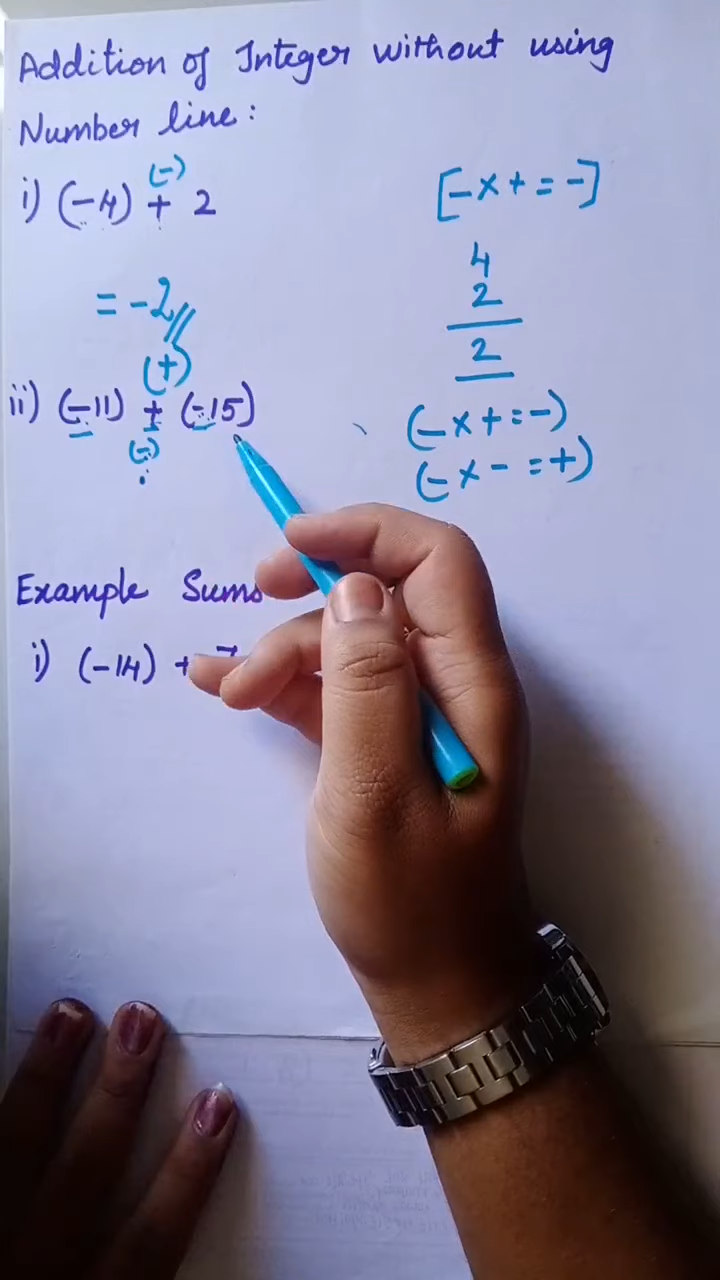 Addition of Integer without using
Number line:
(-)
i) (-4) + 2
[- x + = -]
4
2
2
= -2
(+)
ii) (-11) + (-15)
(-)
(- x + = -)
(- x - = +)
Example Sums
i) (-14) +